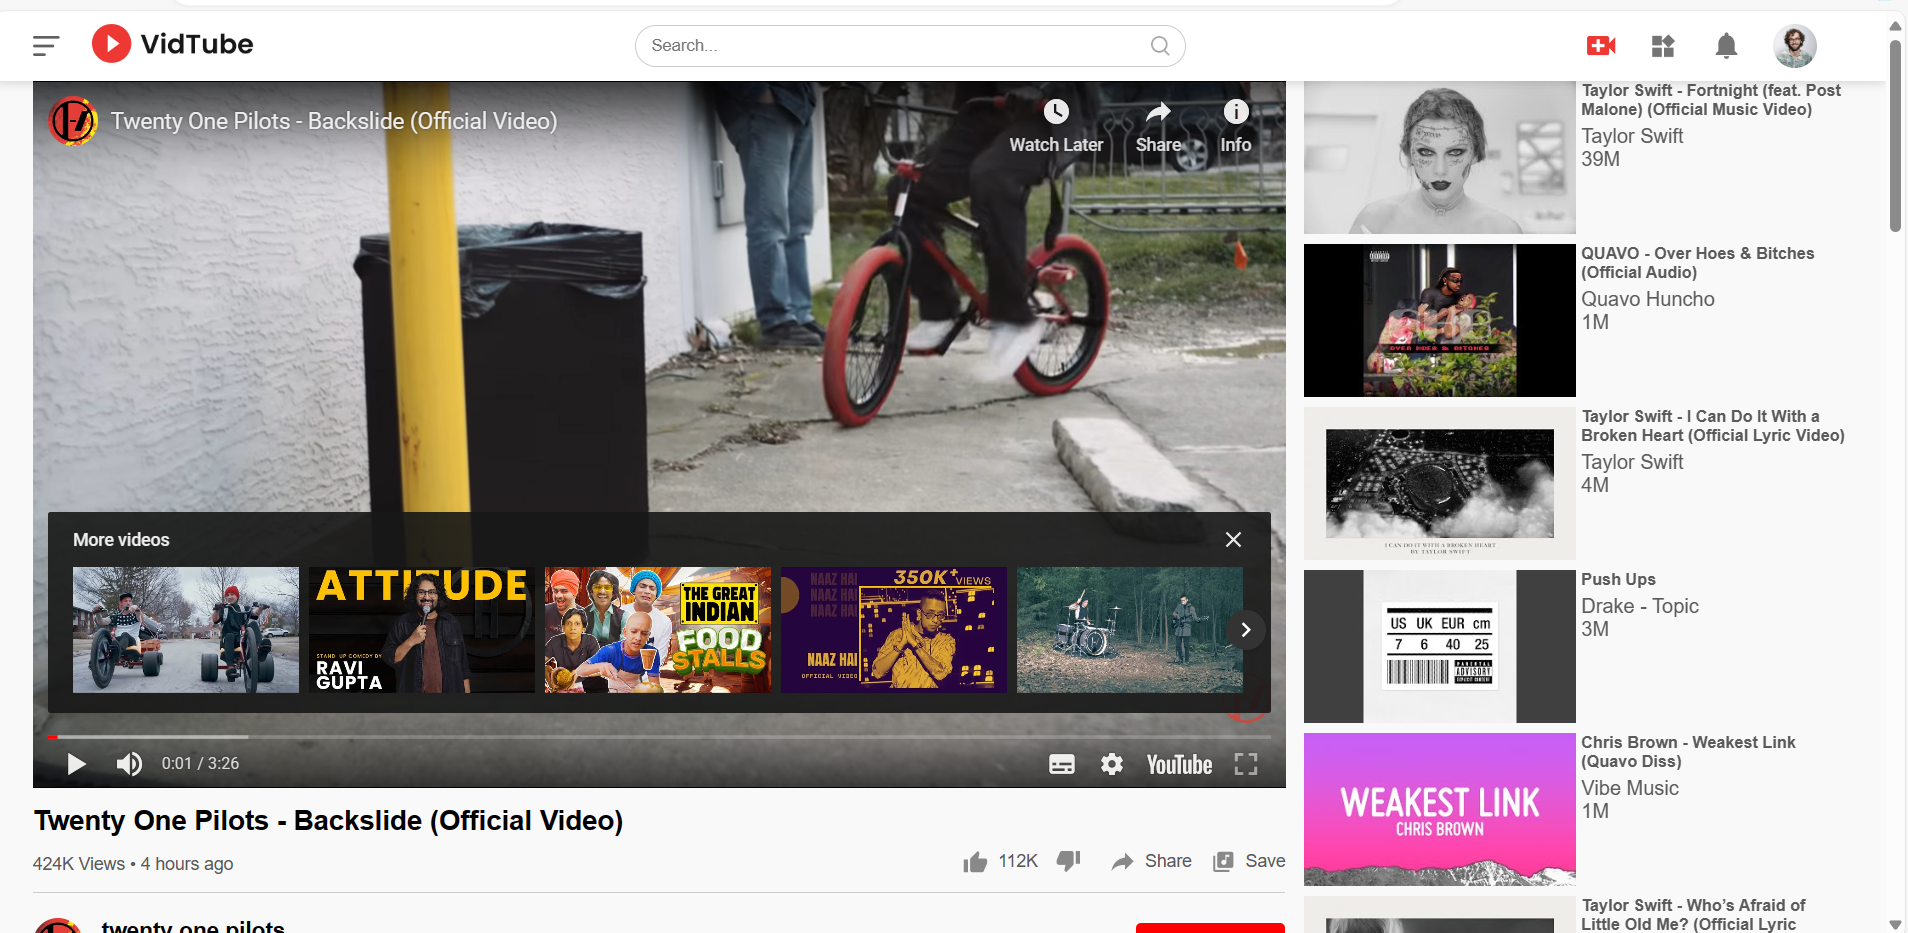 VidTube
Search...
Twenty One Pilots - Backslide (Official Video)
Watch Later
Share
Info
More videos
ATTITUDE
STAND UP COMEDY BY
RAVI
GUPTA
THE GREAT
INDIAN
FOOD
STALLS
NAAZ HAI
NAAZ HAI
NAAZ HAI
350K+ VIEWS
NAAZ HAI
OFFICIAL VIDEO
0:01 / 3:26
YouTube
Twenty One Pilots - Backslide (Official Video)
424K Views • 4 hours ago
112K
Share
Save
twenty one pilots
Taylor Swift - Fortnight (feat. Post
Malone) (Official Music Video)
Taylor Swift
39M
OVER HOES & BITCHES
QUAVO - Over Hoes & Bitches
(Official Audio)
Quavo Huncho
1M
I CAN DO IT WITH A BROKEN HEART
BY TAYLOR SWIFT
Taylor Swift - I Can Do It With a
Broken Heart (Official Lyric Video)
Taylor Swift
4M
US UK EUR cm
7 6 40 25
PARENTAL
ADVISORY
EXPLICIT CONTENT
Push Ups
Drake - Topic
3M
WEAKEST LINK
CHRIS BROWN
Chris Brown - Weakest Link
(Quavo Diss)
Vibe Music
1M
Taylor Swift - Who's Afraid of
Little Old Me? (Official Lyric